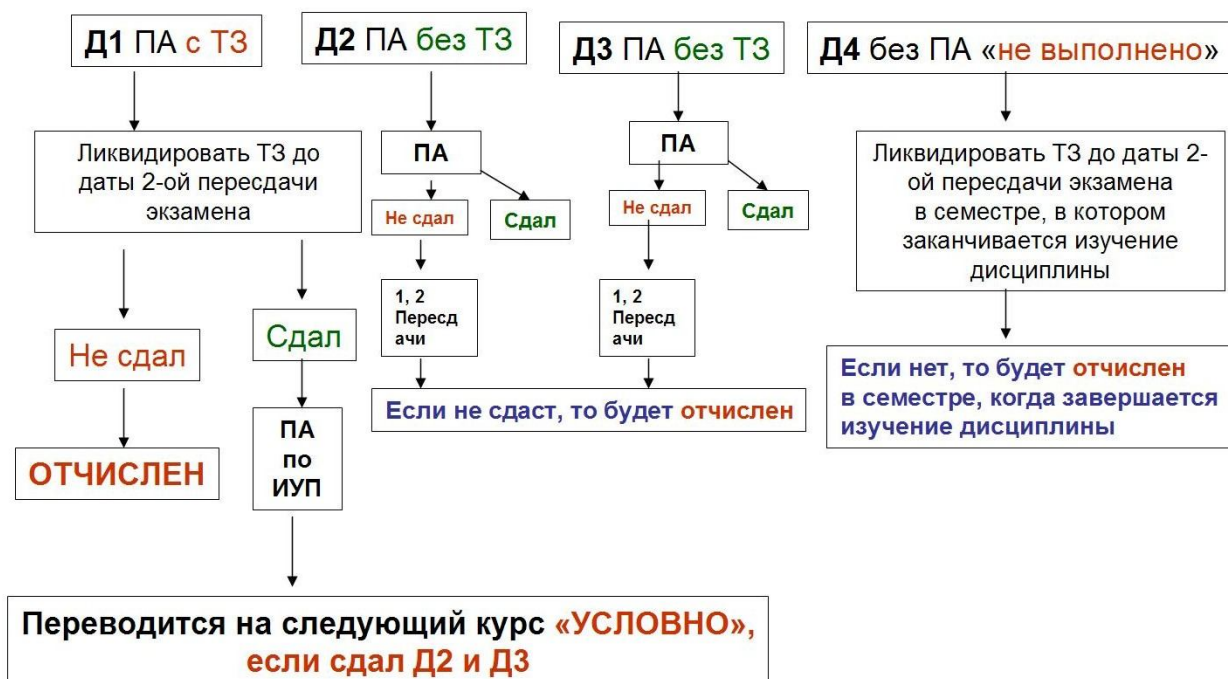 Д1 ПА с ТЗ
Д2 ПА без ТЗ
Д3 ПА без ТЗ
Д4 без ПА «не выполнено»
Ликвидировать ТЗ до
даты 2-ой пересдачи
экзамена
ПА
Не сдал
Сдал
ПА
Не сдал
Сдал
Ликвидировать ТЗ до даты 2-
ой пересдачи экзамена
в семестре, в котором
заканчивается изучение
дисциплины
1, 2
Пересд
ачи
1, 2
Пересд
ачи
Не сдал
Сдал
Если не сдаст, то будет отчислен
Если нет, то будет отчислен
в семестре, когда завершается
изучение дисциплины
ОТЧИСЛЕН
ПА
по
ИУП
Переводится на следующий курс «УСЛОВНО»,
если сдал Д2 и Д3